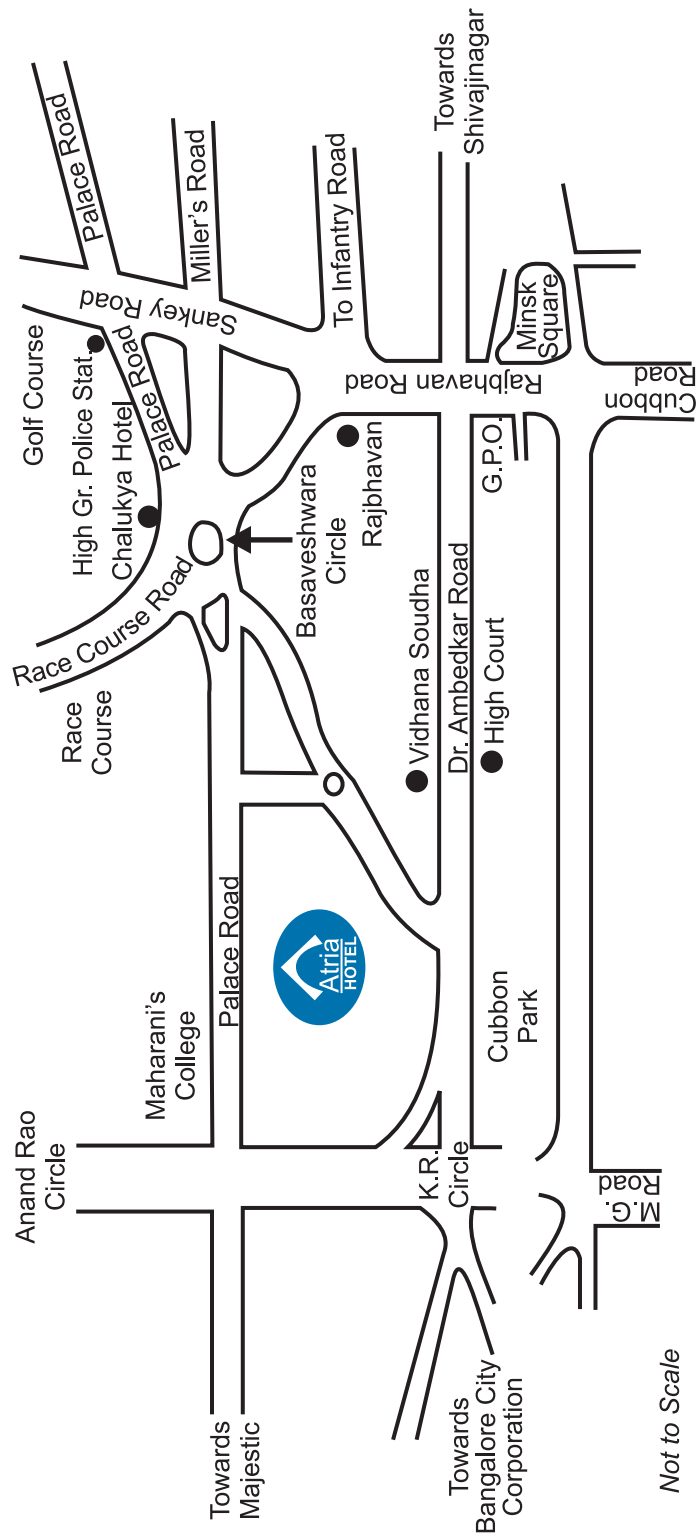 Anand Rao
Circle
Race
Course
Race Course Road
Golf Course
High Gr. Police Stat.
Chalukya Hotel
Palace Road
Palace Road
Sankey Road
Miller's Road
To Infantry Road
Towards
Shivajinagar
Maharani's
College
Palace Road
Towards
Majestic
Atria
HOTEL
Basaveshwara
Circle
Rajbhavan
Rajbhavan Road
Vidhana Soudha
Dr. Ambedkar Road
High Court
G.P.O.
Minsk
Square
Cubbon
Road
K.R.
Circle
Cubbon
Park
M.G.
Road
Towards
Bangalore City
Corporation
Not to Scale